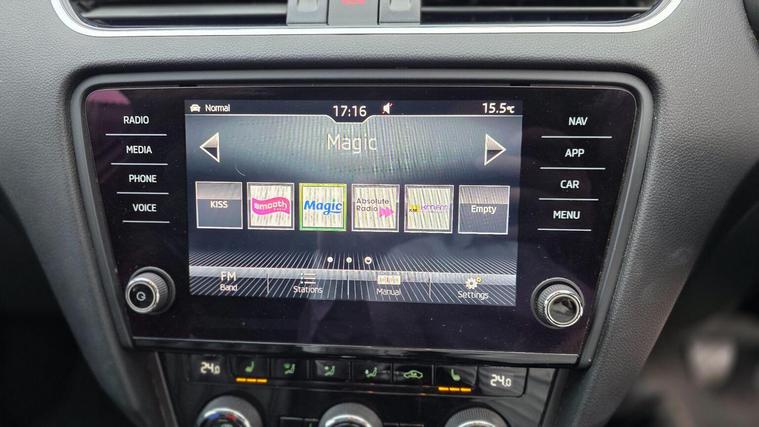 Normal
17:16
15.5°C
RADIO
MEDIA
PHONE
VOICE
NAV
APP
CAR
MENU
Magic
KISS
smooth
Magic
Absolute Radio
Empty
FM
Band
Stations
Manual
Settings
24.0
24.0